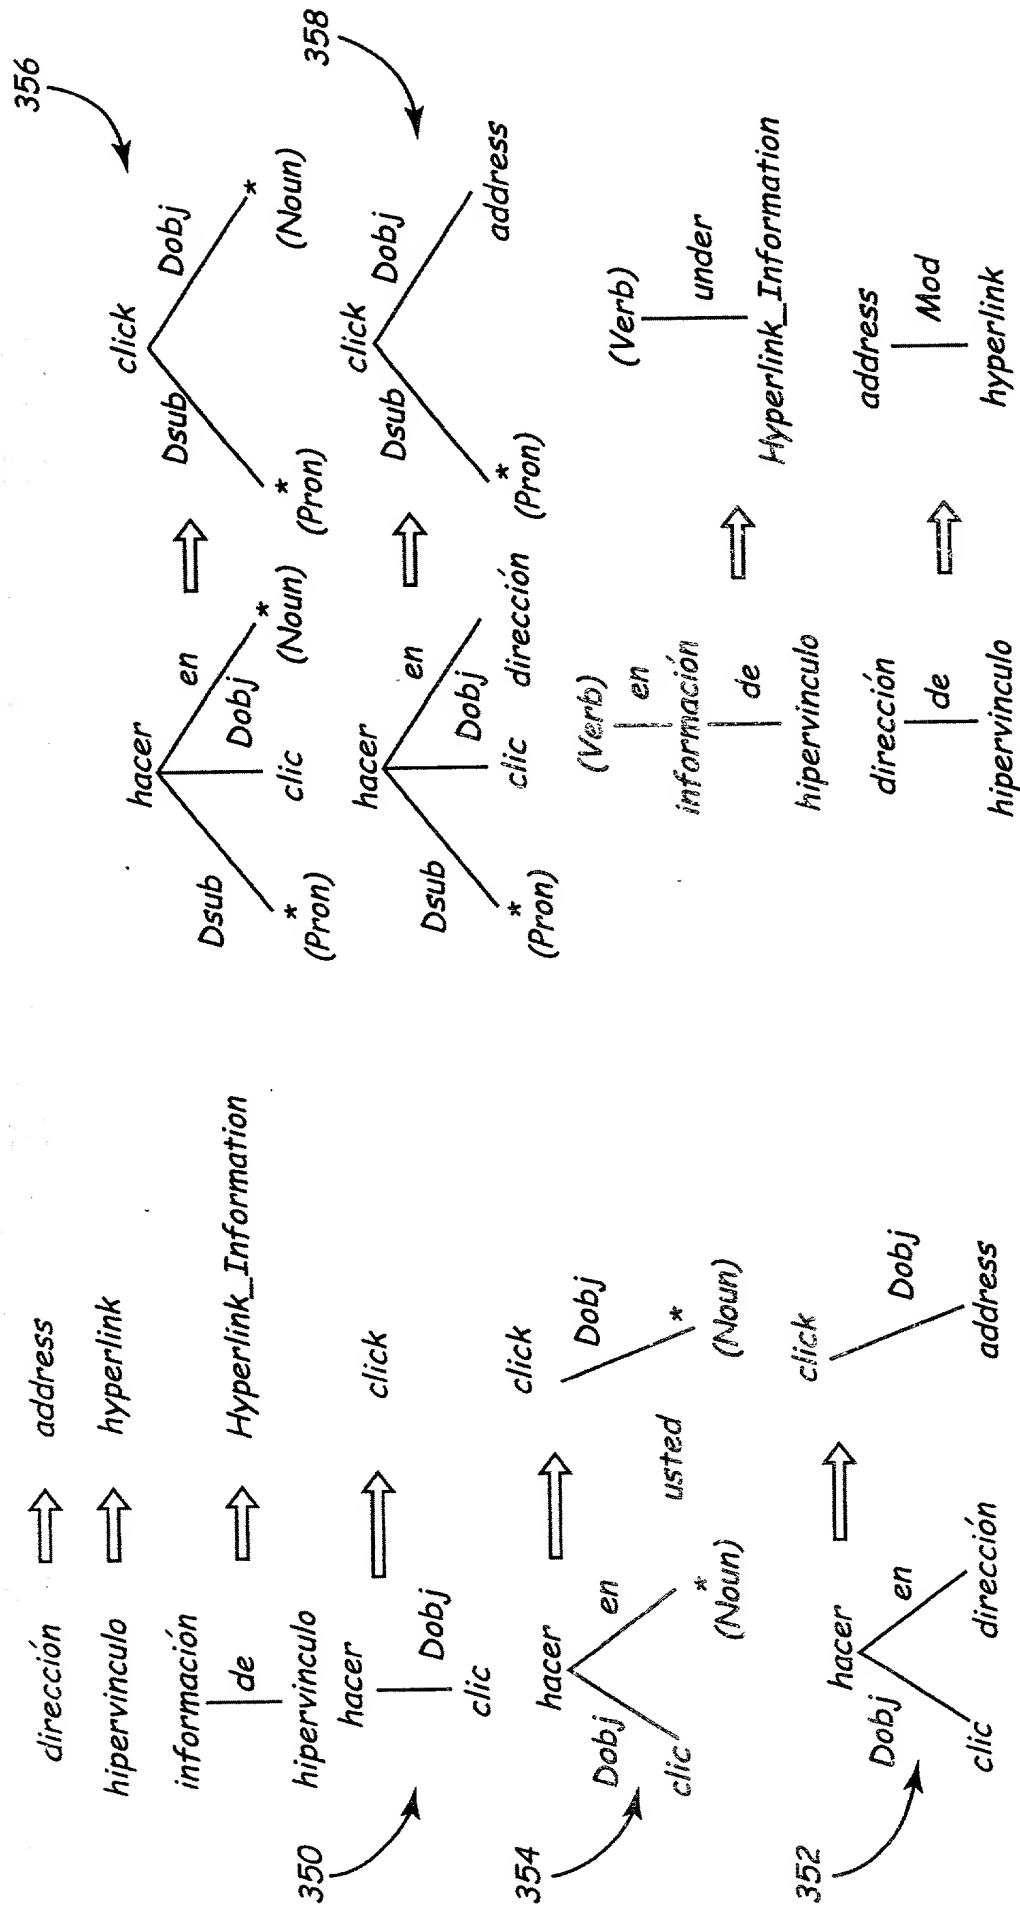 dirección address
hipervinculo hyperlink
información
de
hipervinculo
Hyperlink_Information
350
hacer
Dobj
clic
click
354
hacer
Dobj en
clic *
(Noun)
usted
click
Dobj
*
(Noun)
352
hacer
Dobj en
clic dirección
click
Dobj
address
356
hacer
Dsub Dobj en
* clic *
(Pron) (Noun)
click
Dsub Dobj
* *
(Pron) (Noun)
358
hacer
Dsub Dobj en
* clic dirección
(Pron)
click
Dsub Dobj
* address
(Pron)
(Verb)
en
información
de
hipervinculo
(Verb)
under
Hyperlink_Information
dirección
de
hipervinculo
address
Mod
hyperlink